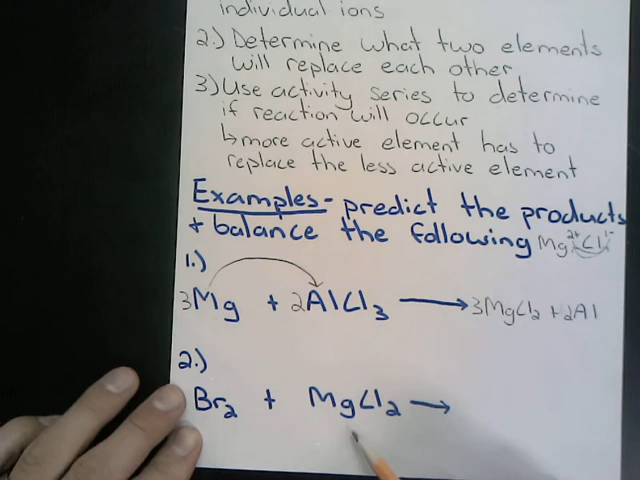 individual ions
2.) Determine what two elements
will replace each other
3) Use activity series to determine
if reaction will occur
↳ more active element has to
replace the less active element
Examples- predict the products
+ balance the following Mg²⁺Cl¹⁻
1.)
3Mg + 2AlCl₃ → 3MgCl₂ + 2Al
2.)
Br₂ + MgCl₂ →